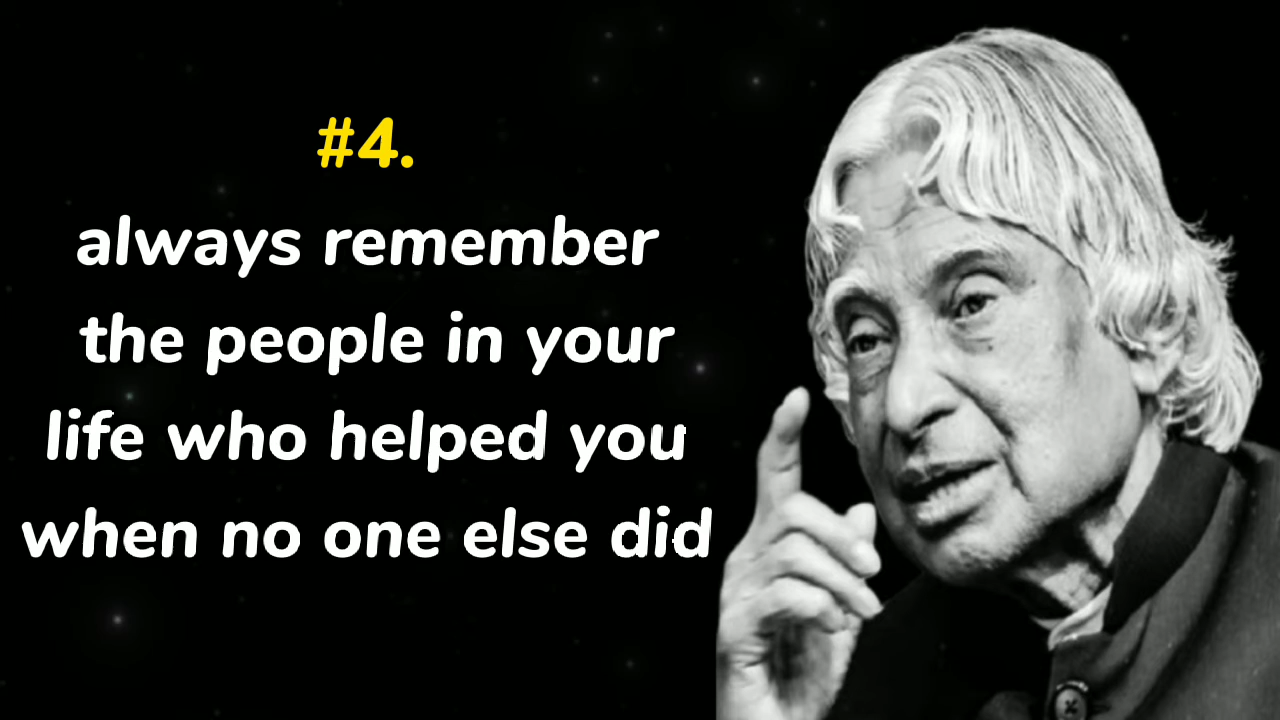 #4.
always remember
the people in your
life who helped you
when no one else did